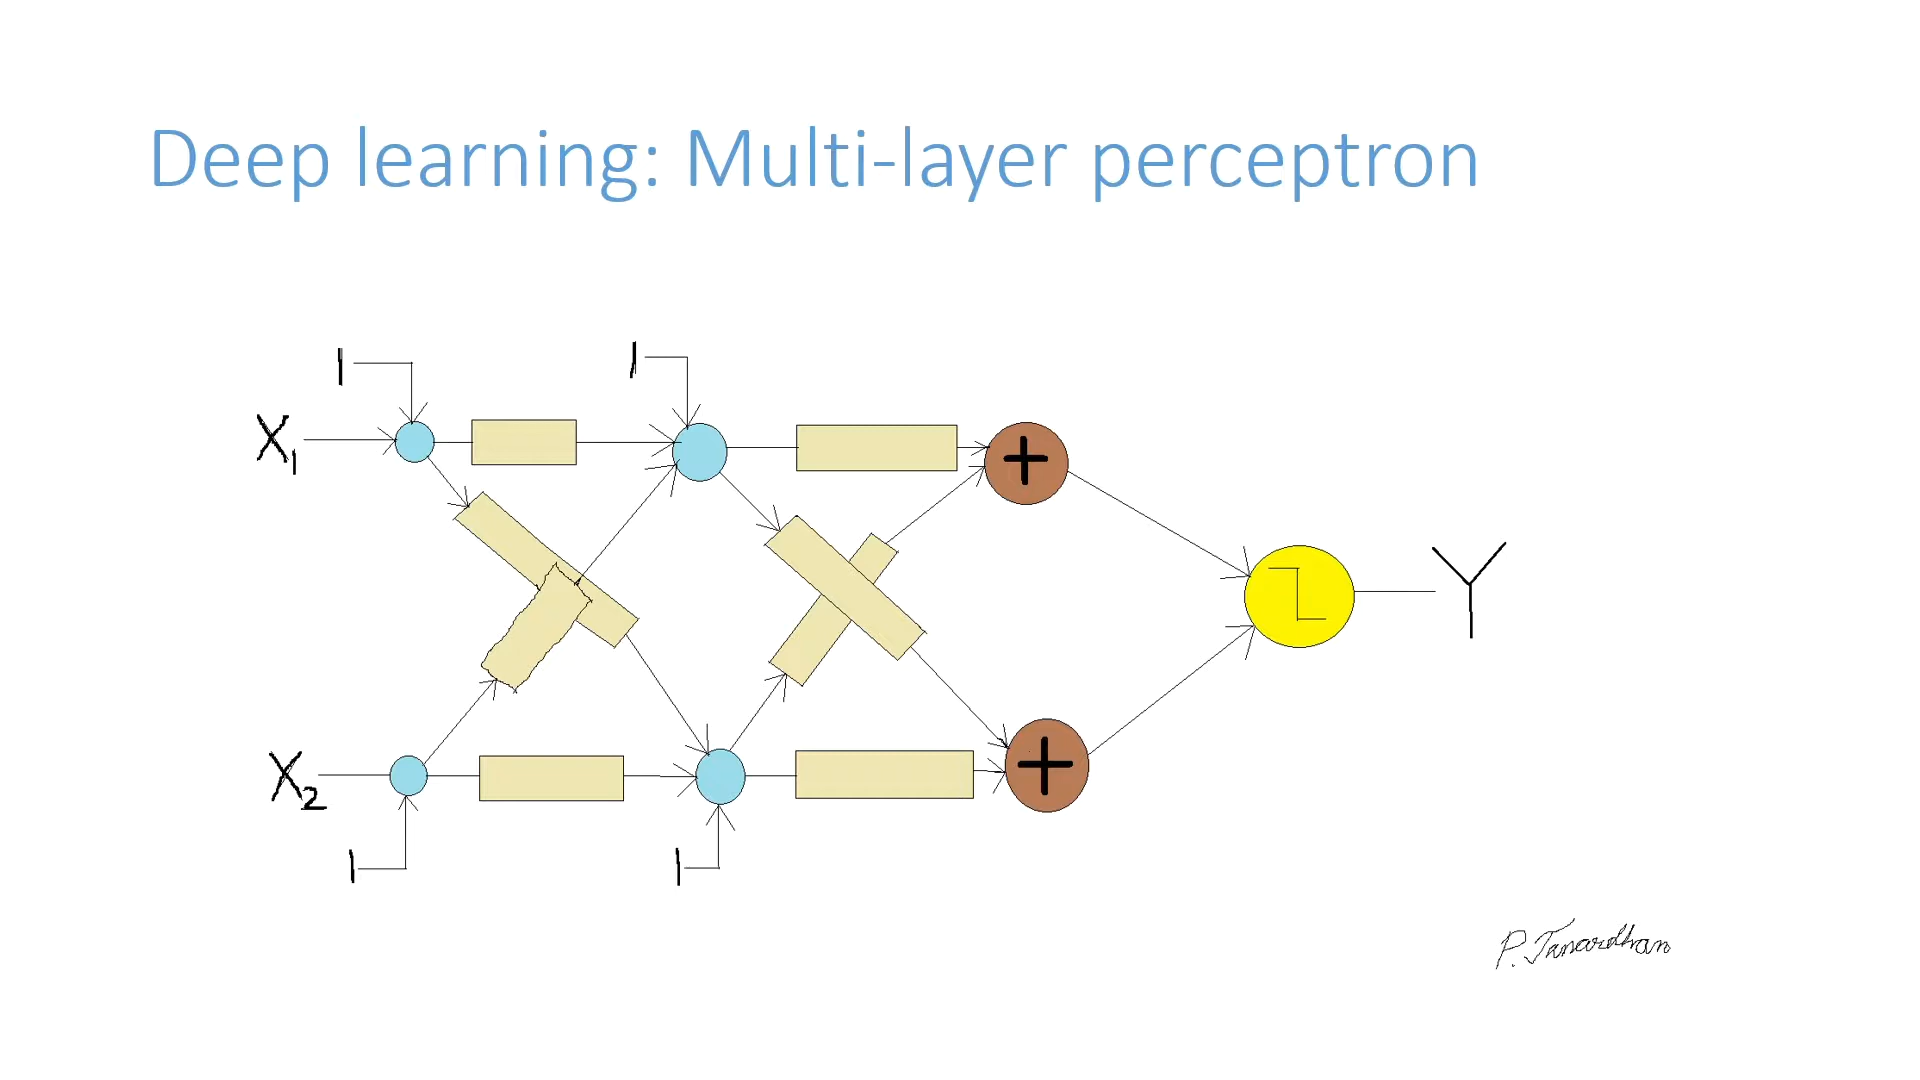 Deep learning: Multi-layer perceptron
1
1
X1
+
Y
X2
+
1
1
P. Janardhan